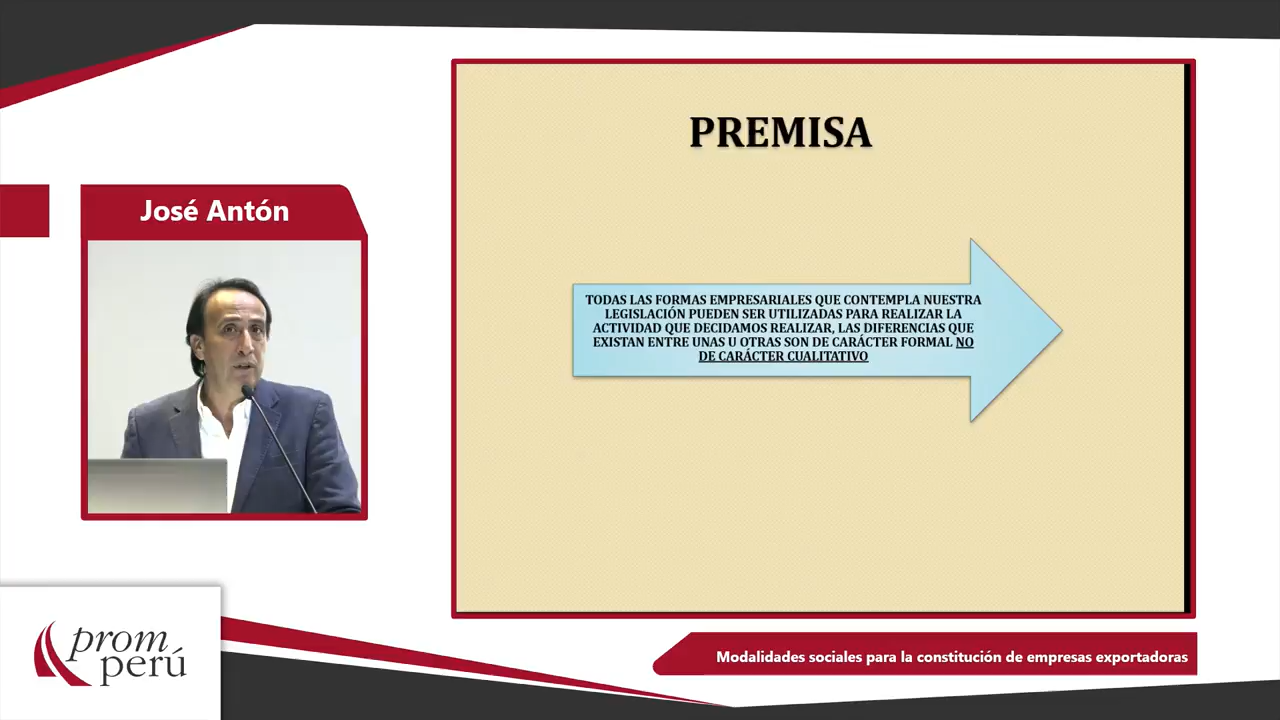 José Antón
PREMISA
TODAS LAS FORMAS EMPRESARIALES QUE CONTEMPLA NUESTRA
LEGISLACIÓN PUEDEN SER UTILIZADAS PARA REALIZAR LA
ACTIVIDAD QUE DECIDAMOS REALIZAR, LAS DIFERENCIAS QUE
EXISTAN ENTRE UNAS U OTRAS SON DE CARÁCTER FORMAL NO
DE CARÁCTER CUALITATIVO
prom
perú
Modalidades sociales para la constitución de empresas exportadoras